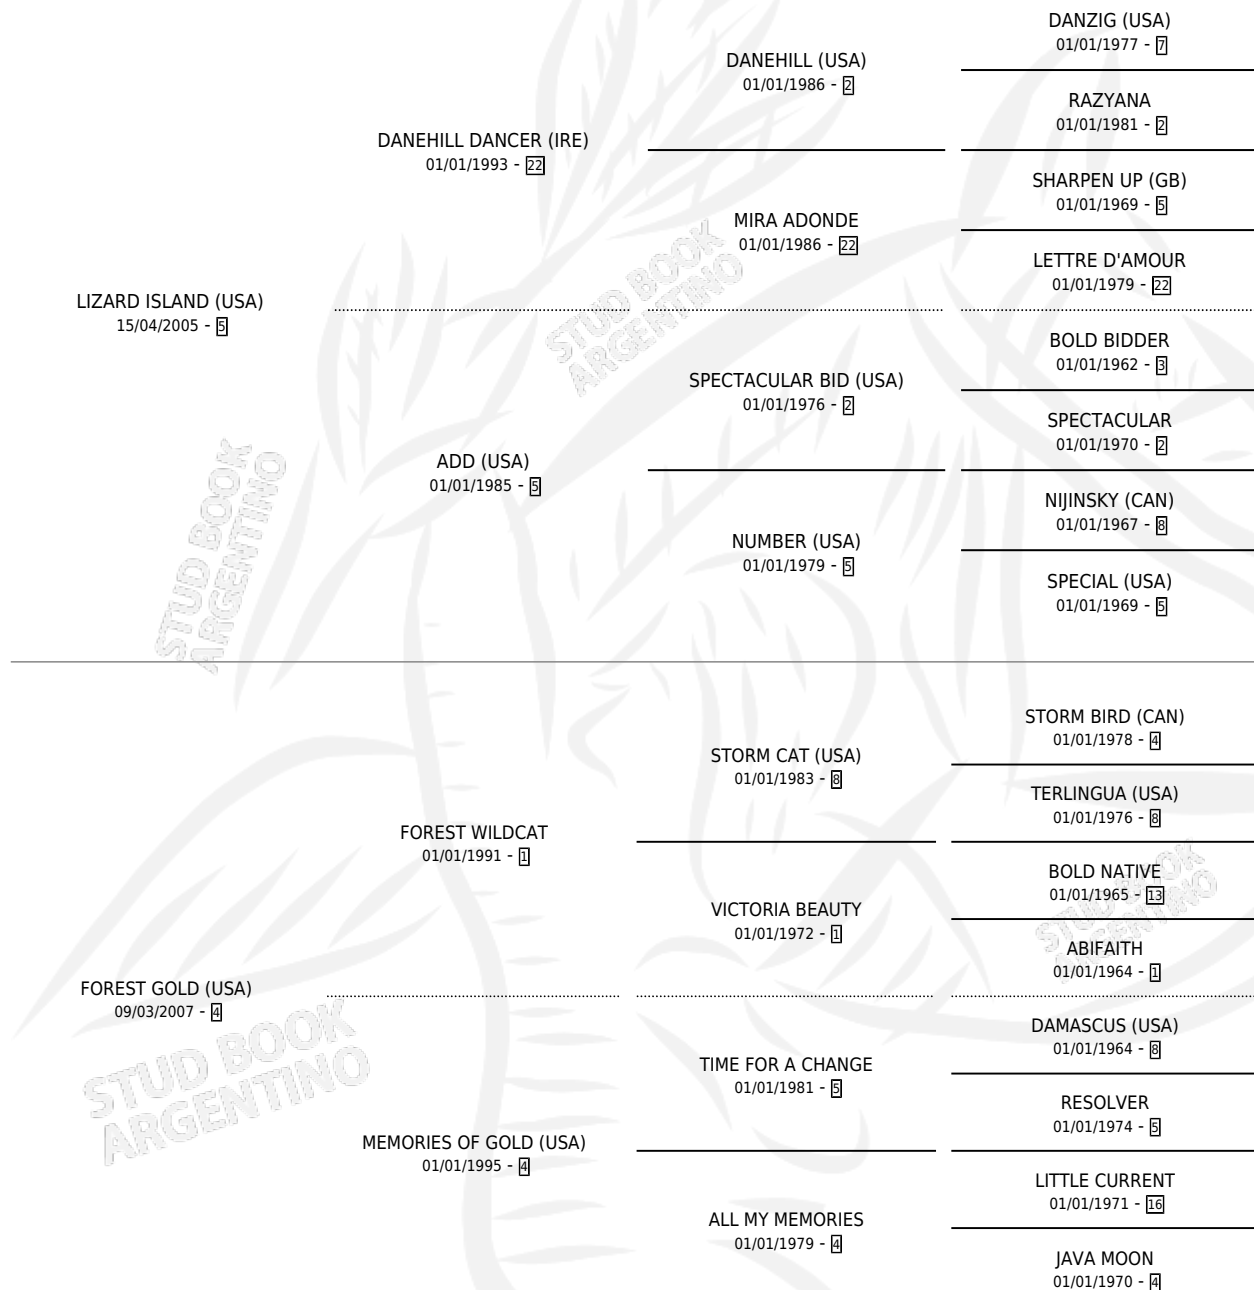 DANZIG (USA)
01/01/1977 - 7
DANEHILL (USA)
01/01/1986 - 2
RAZYANA
01/01/1981 - 2
DANEHILL DANCER (IRE)
01/01/1993 - 22
SHARPEN UP (GB)
01/01/1969 - 5
MIRA ADONDE
01/01/1986 - 22
LETTRE D'AMOUR
01/01/1979 - 22
LIZARD ISLAND (USA)
15/04/2005 - 5
BOLD BIDDER
01/01/1962 - 3
SPECTACULAR BID (USA)
01/01/1976 - 2
SPECTACULAR
01/01/1970 - 2
ADD (USA)
01/01/1985 - 5
NIJINSKY (CAN)
01/01/1967 - 8
NUMBER (USA)
01/01/1979 - 5
SPECIAL (USA)
01/01/1969 - 5
STORM BIRD (CAN)
01/01/1978 - 4
STORM CAT (USA)
01/01/1983 - 8
TERLINGUA (USA)
01/01/1976 - 8
FOREST WILDCAT
01/01/1991 - 1
BOLD NATIVE
01/01/1965 - 13
VICTORIA BEAUTY
01/01/1972 - 1
ABIFAITH
01/01/1964 - 1
FOREST GOLD (USA)
09/03/2007 - 4
DAMASCUS (USA)
01/01/1964 - 8
TIME FOR A CHANGE
01/01/1981 - 5
RESOLVER
01/01/1974 - 5
MEMORIES OF GOLD (USA)
01/01/1995 - 4
LITTLE CURRENT
01/01/1971 - 16
ALL MY MEMORIES
01/01/1979 - 4
JAVA MOON
01/01/1970 - 4
STUD BOOK
ARGENTINO
STUD BOOK
ARGENTINO
STUD BOOK
ARGENTINO
STUD BOOK
ARGENTINO